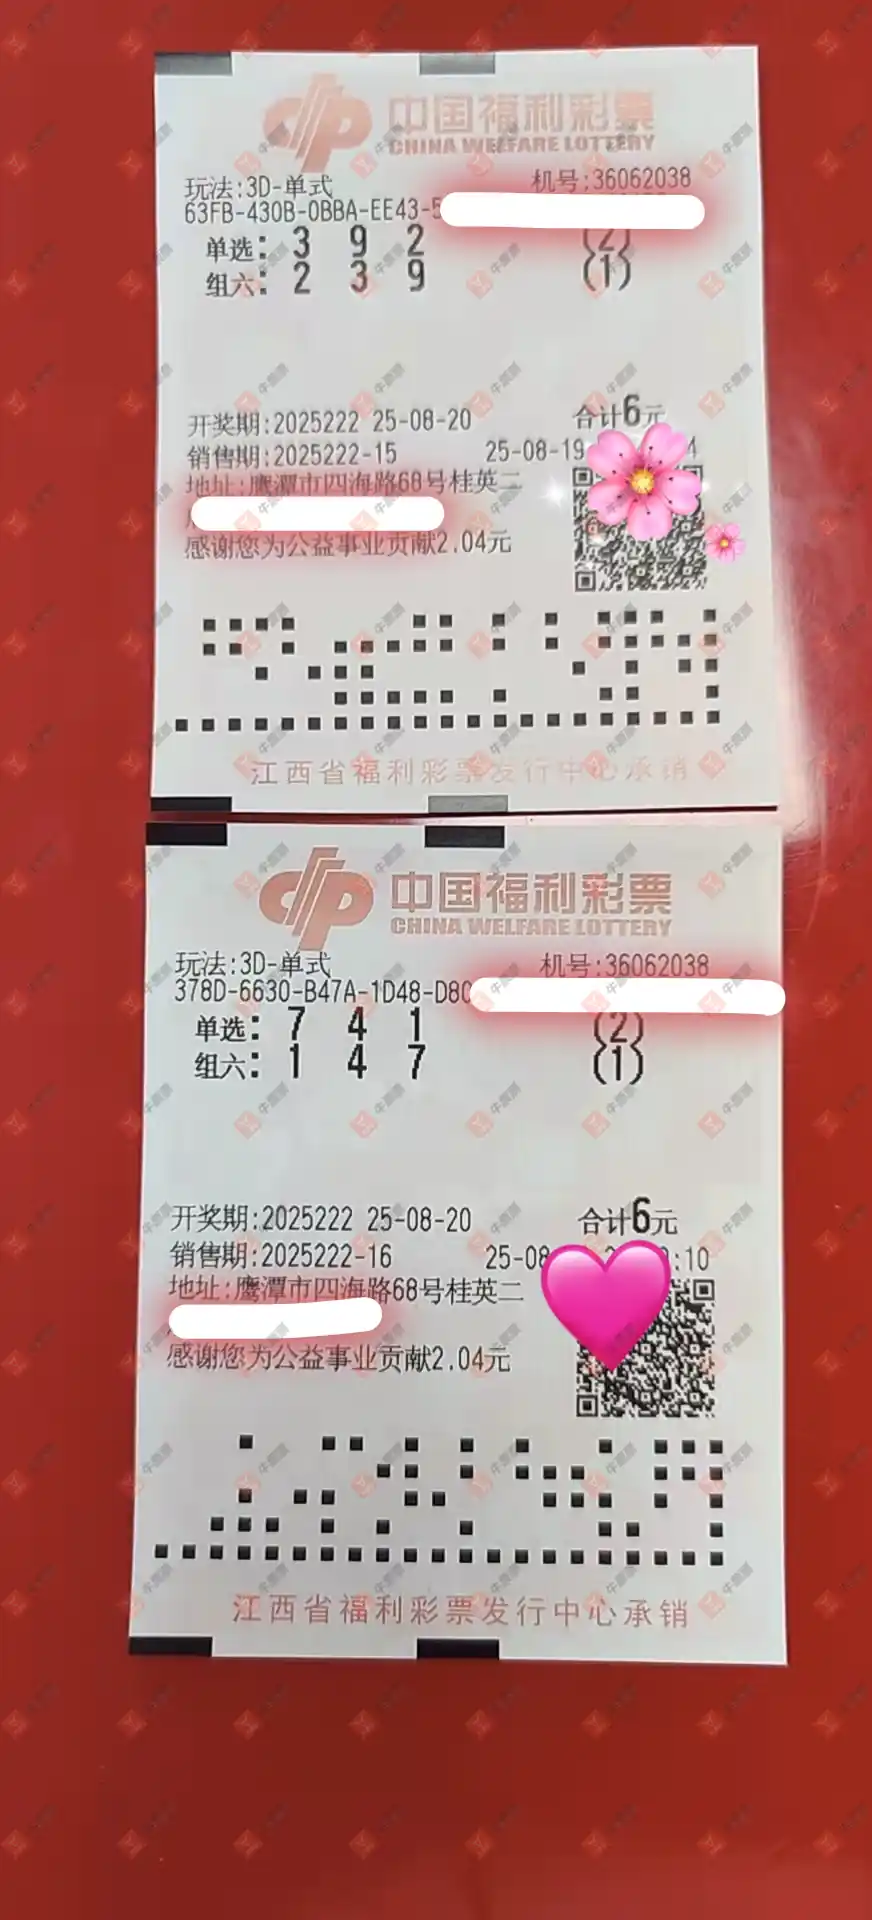 中国福利彩票
CHINA WELFARE LOTTERY
玩法:3D-单式 机号:36062038
63FB-430B-0BBA-EE43-5
单选: 3 9 2 (2)
组六: 2 3 9 (1)
开奖期:2025222 25-08-20 合计6元
销售期:2025222-15 25-08-19 4
地址:鹰潭市四海路68号桂英二
感谢您为公益事业贡献2.04元
江西省福利彩票发行中心承销
中国福利彩票
CHINA WELFARE LOTTERY
玩法:3D-单式 机号:36062038
378D-6630-B47A-1D48-D80
单选: 7 4 1 (2)
组六: 1 4 7 (1)
开奖期:2025222 25-08-20 合计6元
销售期:2025222-16 25-08 :10
地址:鹰潭市四海路68号桂英二
感谢您为公益事业贡献2.04元
江西省福利彩票发行中心承销